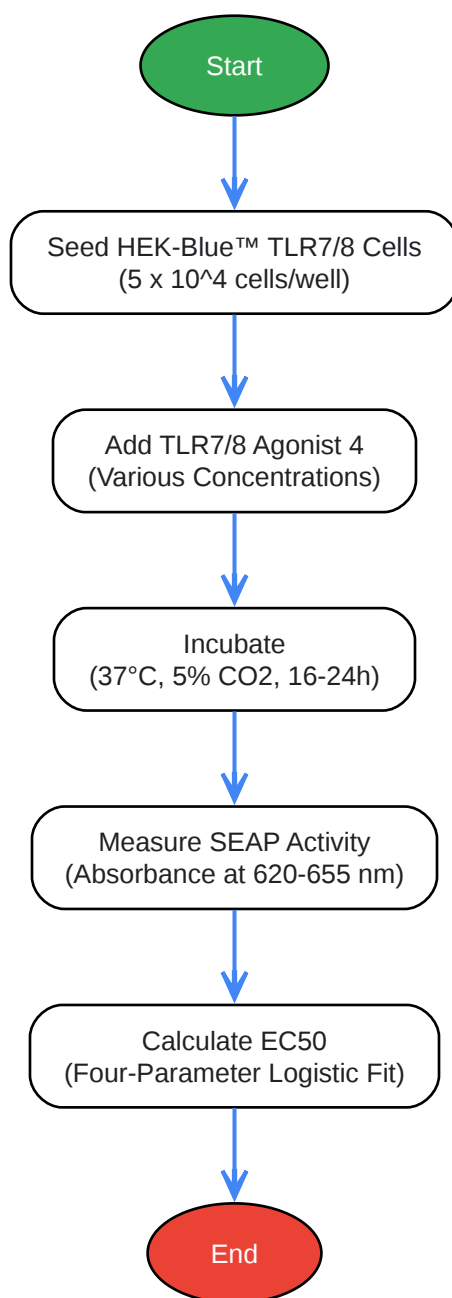 Start
Seed HEK-Blue™ TLR7/8 Cells
(5 x 10^4 cells/well)
Add TLR7/8 Agonist 4
(Various Concentrations)
Incubate
(37°C, 5% CO2, 16-24h)
Measure SEAP Activity
(Absorbance at 620-655 nm)
Calculate EC50
(Four-Parameter Logistic Fit)
End